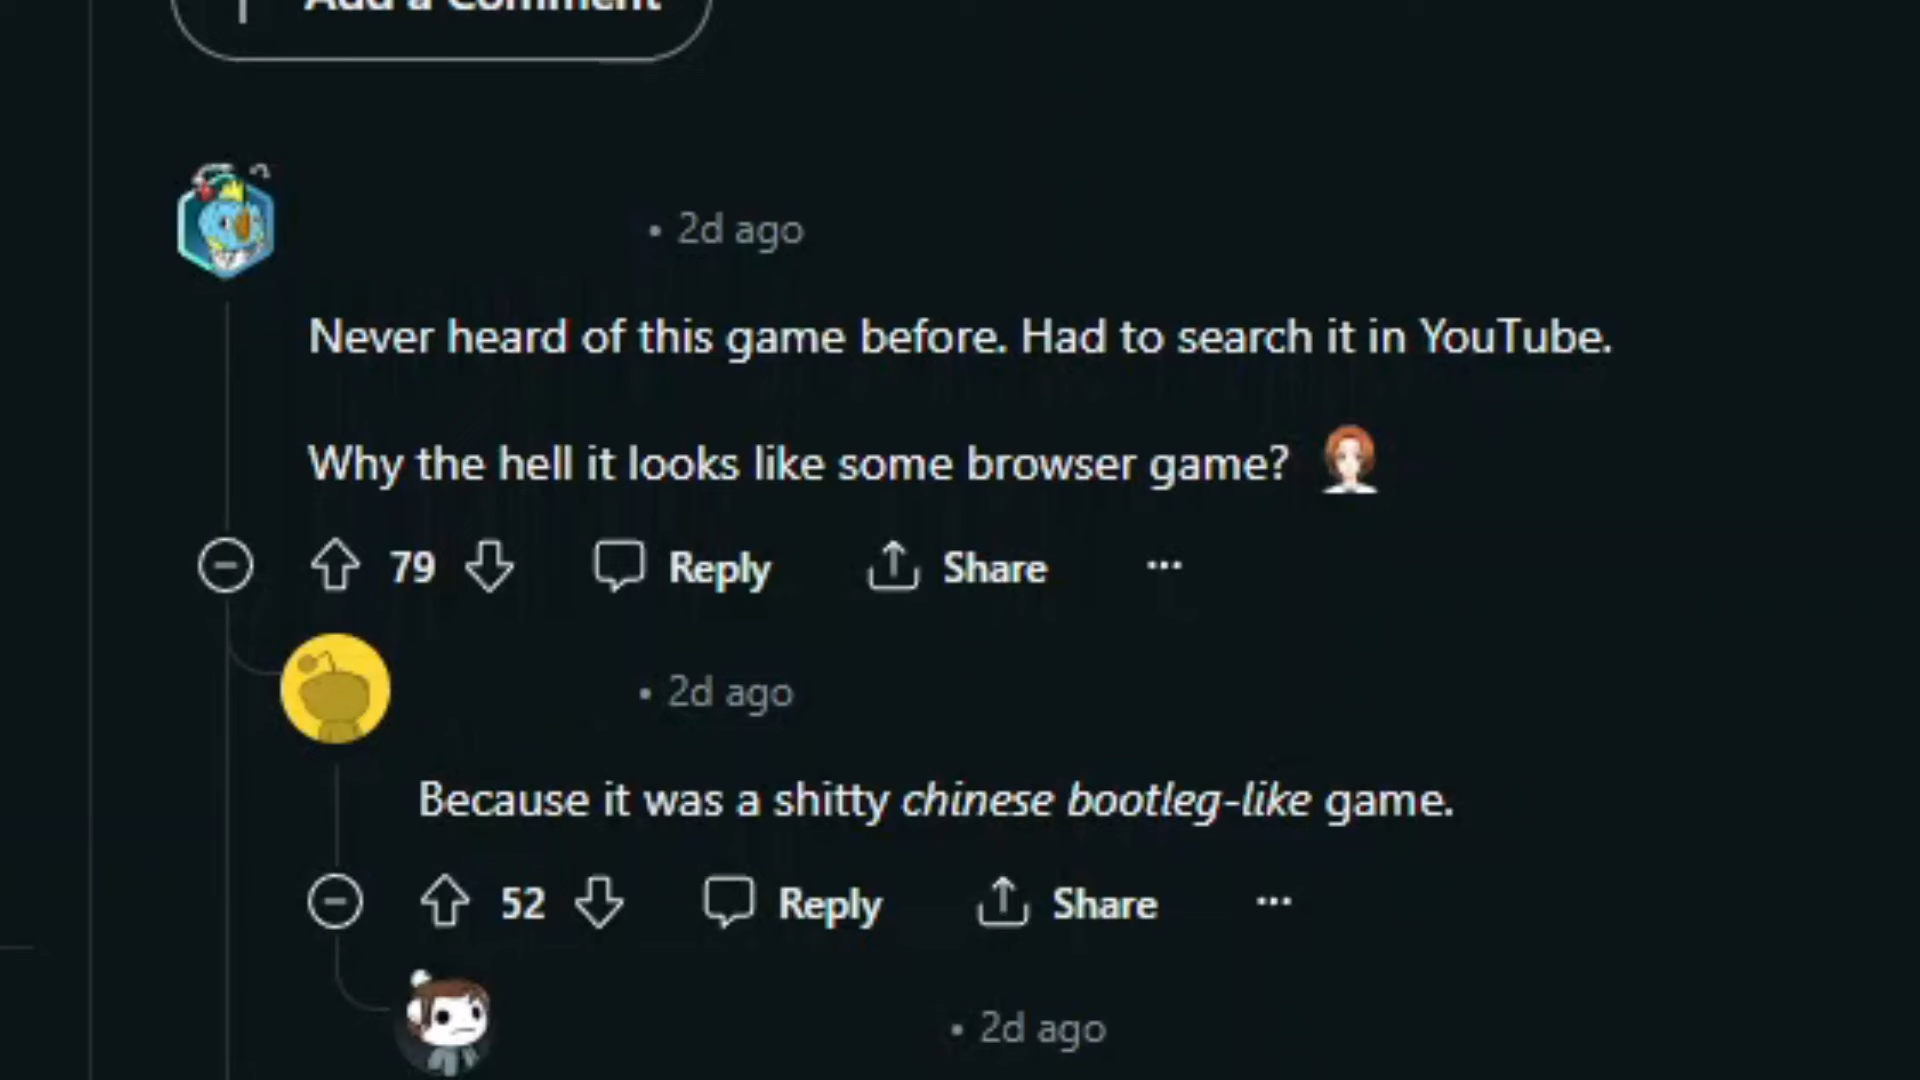 Add a Comment
• 2d ago
Never heard of this game before. Had to search it in YouTube.
Why the hell it looks like some browser game?
79 Reply Share ...
• 2d ago
Because it was a shitty chinese bootleg-like game.
52 Reply Share ...
• 2d ago